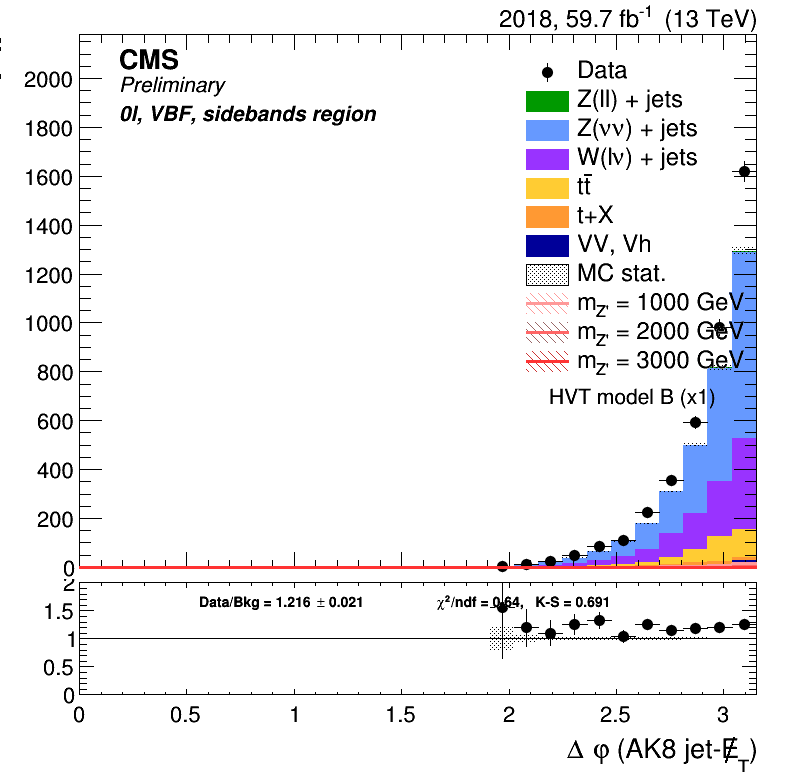 2018, 59.7 fb⁻¹ (13 TeV)
CMS
Preliminary
0l, VBF, sidebands region
Data
Z(ll) + jets
Z(νν) + jets
W(lν) + jets
tt̄
t+X
VV, Vh
MC stat.
m_Z' = 1000 GeV
m_Z' = 2000 GeV
m_Z' = 3000 GeV
HVT model B (x1)
2000
1800
1600
1400
1200
1000
800
600
400
200
0
Data/Bkg = 1.216 ± 0.021
χ²/ndf = 0.64, K-S = 0.691
2
1.5
1
0.5
0
0 0.5 1 1.5 2 2.5 3
Δ φ (AK8 jet-E̸_T)